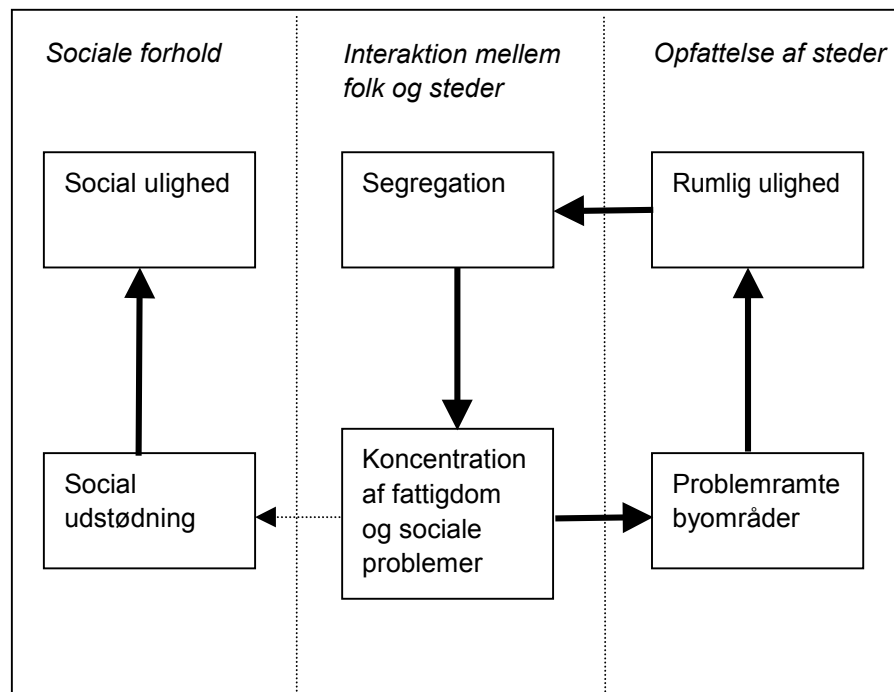 Sociale forhold
Interaktion mellem
folk og steder
Opfattelse af steder
Social ulighed
Segregation
Rumlig ulighed
Social
udstødning
Koncentration
af fattigdom
og sociale
problemer
Problemramte
byområder